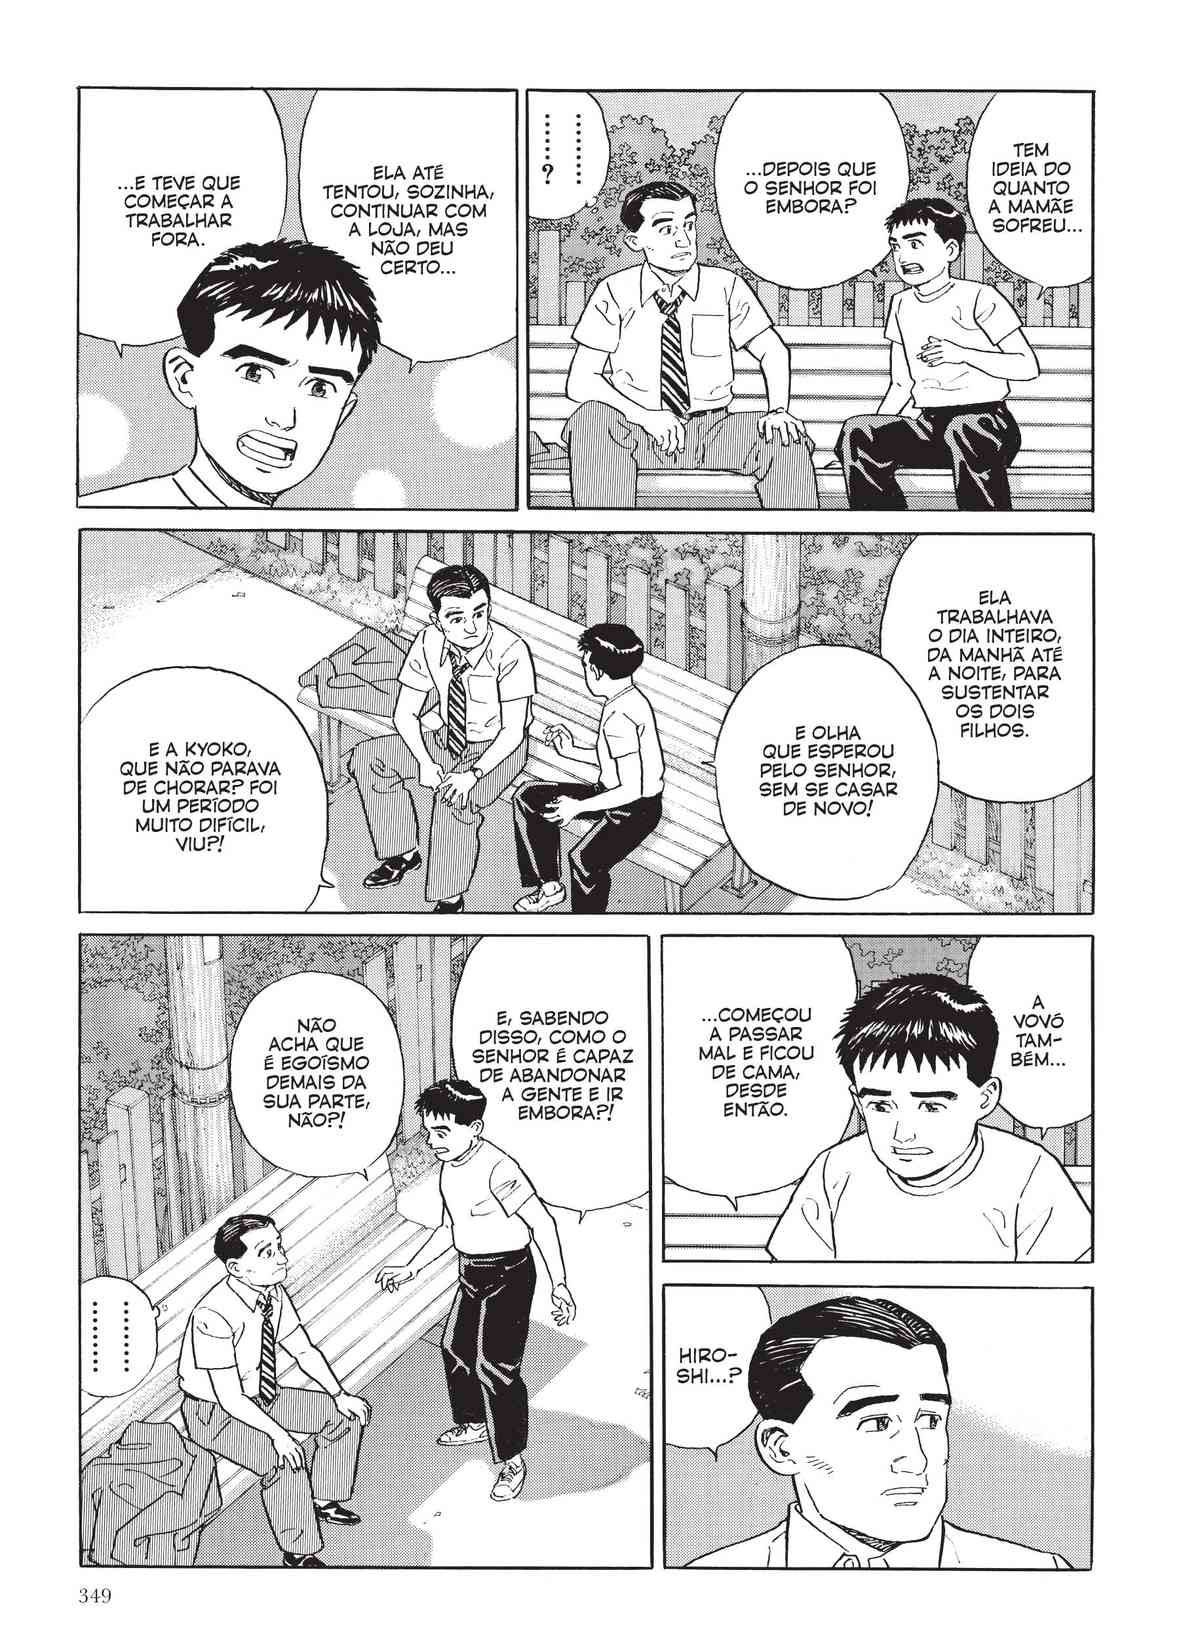 TEM
IDEIA DO
QUANTO
A MAMÃE
SOFREU...
...DEPOIS QUE
O SENHOR FOI
EMBORA?
.........
.......?
ELA ATÉ
TENTOU, SOZINHA,
CONTINUAR COM
A LOJA, MAS
NÃO DEU
CERTO...
...E TEVE QUE
COMEÇAR A
TRABALHAR
FORA.
ELA
TRABALHAVA
O DIA INTEIRO,
DA MANHÃ ATÉ
A NOITE, PARA
SUSTENTAR
OS DOIS
FILHOS.
E OLHA
QUE ESPEROU
PELO SENHOR,
SEM SE CASAR
DE NOVO!
E A KYOKO,
QUE NÃO PARAVA
DE CHORAR? FOI
UM PERÍODO
MUITO DIFÍCIL,
VIU?!
A
VOVÓ
TAM-
BÉM...
...COMEÇOU
A PASSAR
MAL E FICOU
DE CAMA,
DESDE
ENTÃO.
HIRO-
SHI...?
E, SABENDO
DISSO, COMO O
SENHOR É CAPAZ
DE ABANDONAR
A GENTE E IR
EMBORA?!
NÃO
ACHA QUE
É EGOÍSMO
DEMAIS DA
SUA PARTE,
NÃO?!
.........
.........
349